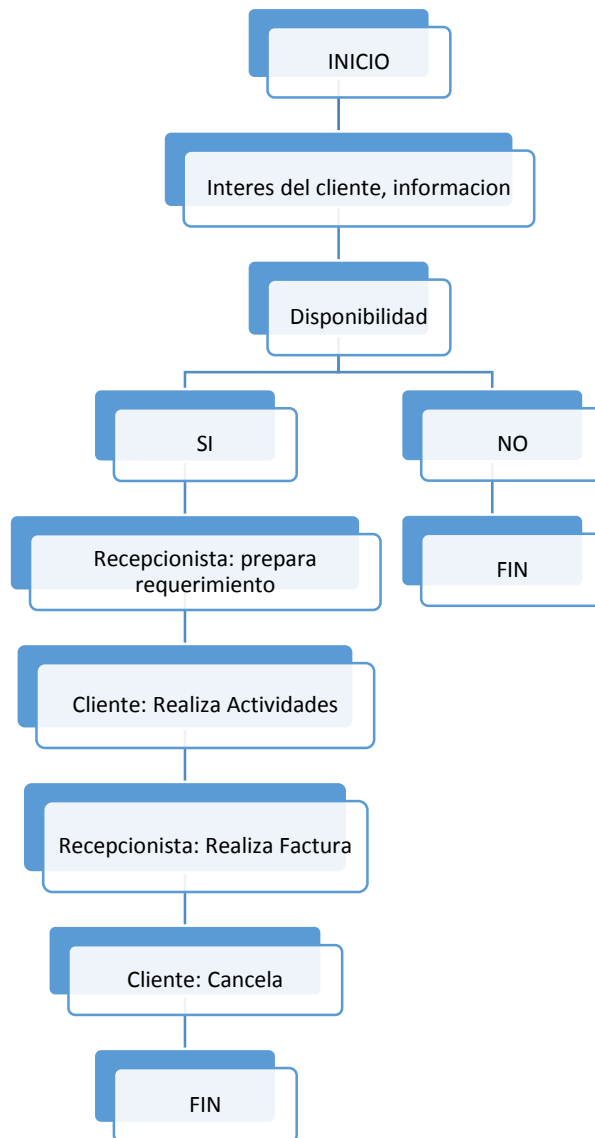 INICIO
Interes del cliente, informacion
Disponibilidad
SI
NO
Recepcionista: prepara
requerimiento
FIN
Cliente: Realiza Actividades
Recepcionista: Realiza Factura
Cliente: Cancela
FIN